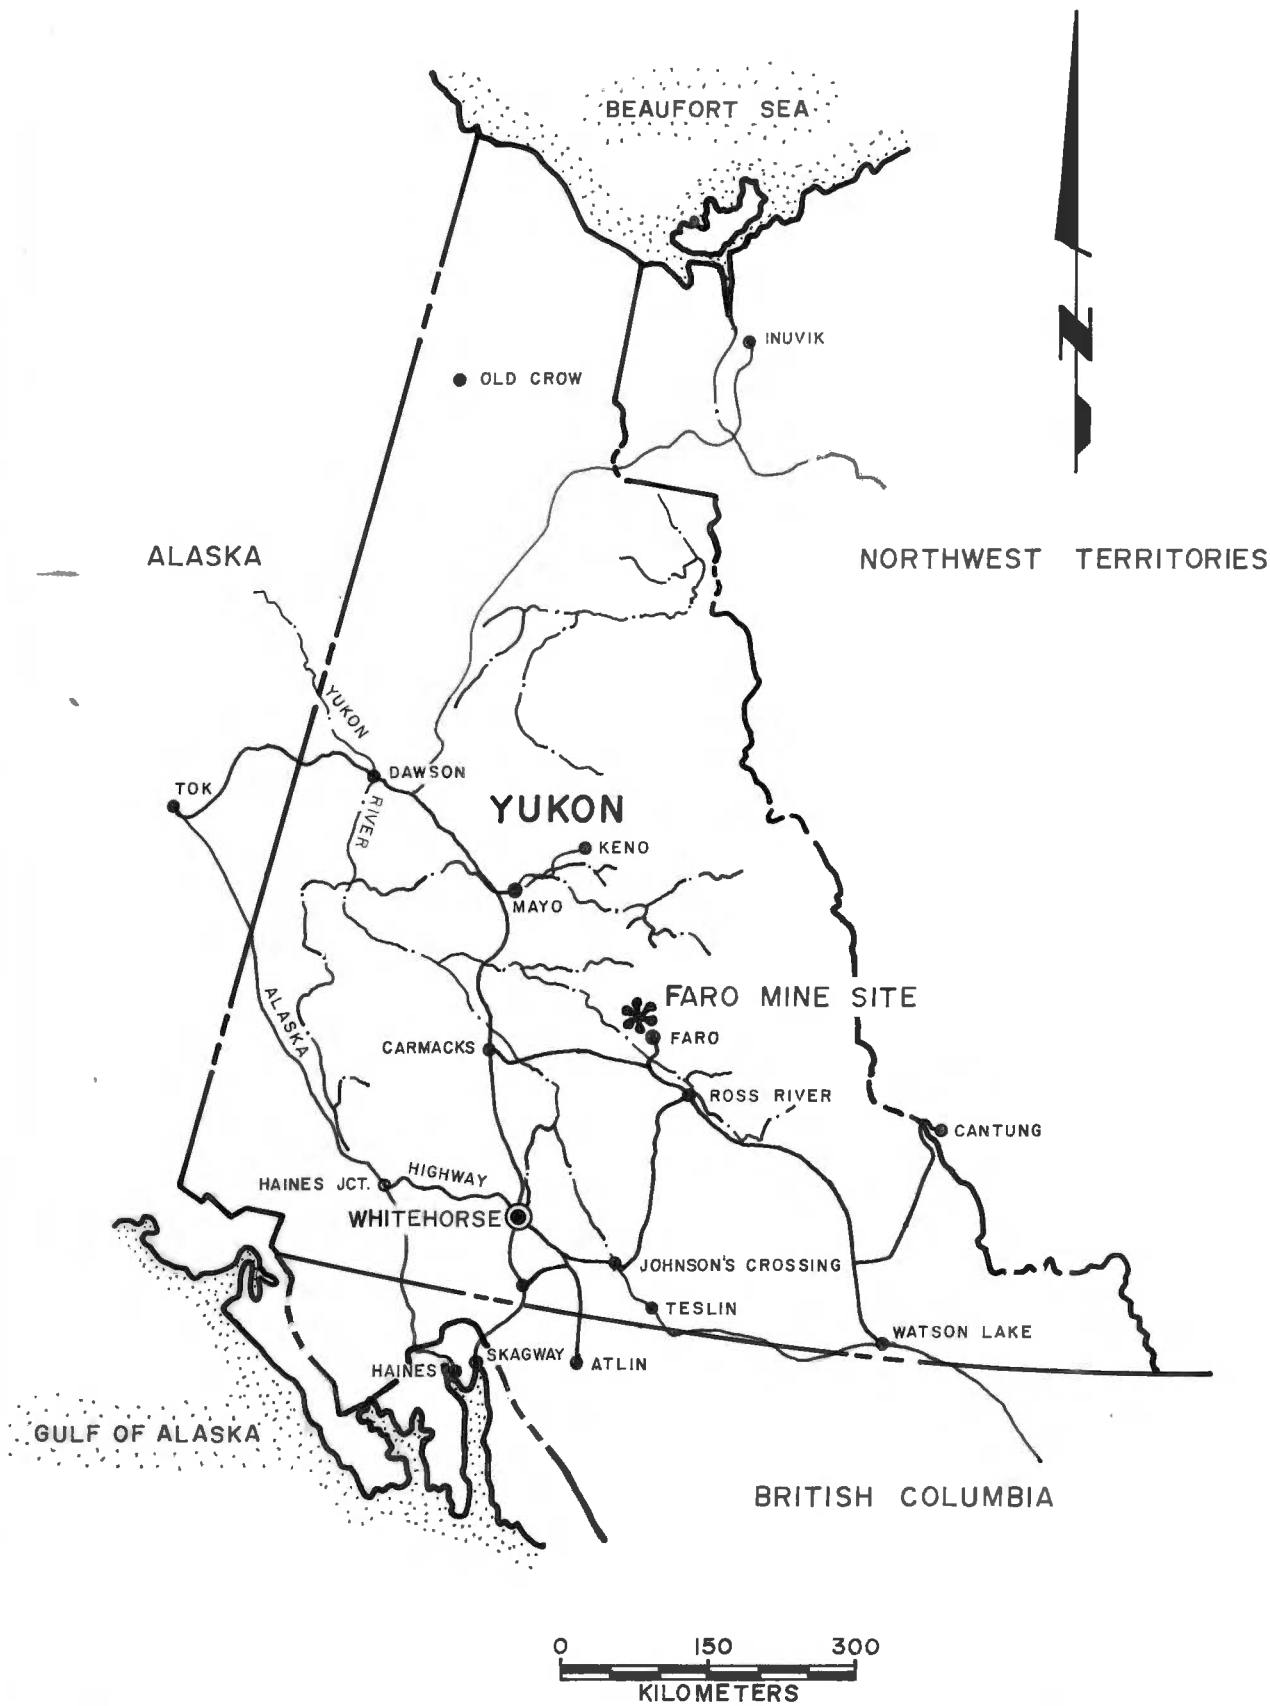 BEAUFORT SEA
N
INUVIK
OLD CROW
ALASKA
NORTHWEST TERRITORIES
YUKON
DAWSON
TOK
RIVER
YUKON
KENO
MAYO
FARO MINE SITE
ALASKA
FARO
CARMACKS
ROSS RIVER
CANTUNG
HIGHWAY
HAINES JCT.
WHITEHORSE
JOHNSON'S CROSSING
TESLIN
WATSON LAKE
SKAGWAY
HAINES
ATLIN
GULF OF ALASKA
BRITISH COLUMBIA
0 150 300
KILOMETERS